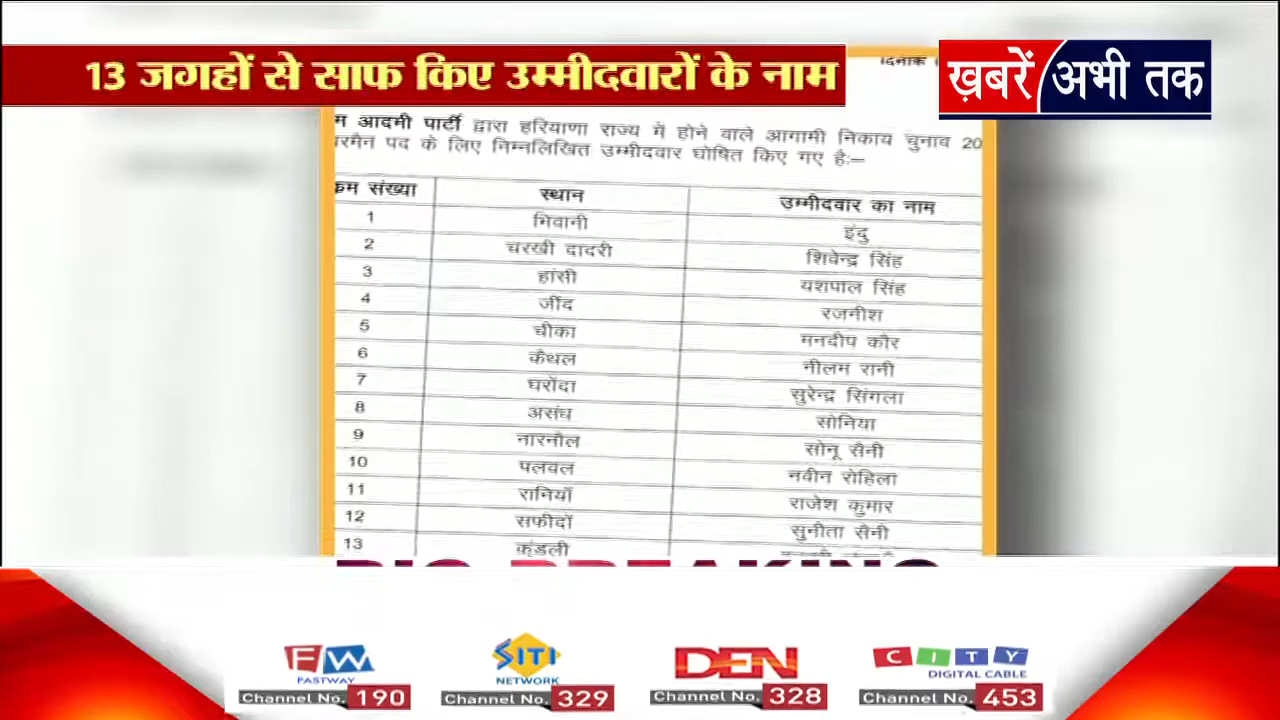 13 जगहों से साफ किए उम्मीदवारों के नाम
ख़बरें अभी तक
दिनांक
म आदमी पार्टी द्वारा हरियाणा राज्य में होने वाले आगामी निकाय चुनाव 20
रमैन पद के लिए निम्नलिखित उम्मीदवार घोषित किए गए है:—
क्रम संख्या स्थान उम्मीदवार का नाम
1 भिवानी इंदु
2 चरखी दादरी शिवेन्द्र सिंह
3 हांसी यशपाल सिंह
4 जींद रजनीश
5 चीका मनदीप कौर
6 कैथल नीलम रानी
7 घरोंदा सुरेन्द्र सिंगला
8 असंध सोनिया
9 नारनौल सोनू सैनी
10 पलवल नवीन रोहिला
11 रानियाँ राजेश कुमार
12 सफीदों सुनीता सैनी
13 कुंडली
BIG BREAKING
FW SITI DEN CITY
FASTWAY NETWORK DIGITAL CABLE
Channel No. 190 Channel No. 329 Channel No. 328 Channel No. 453